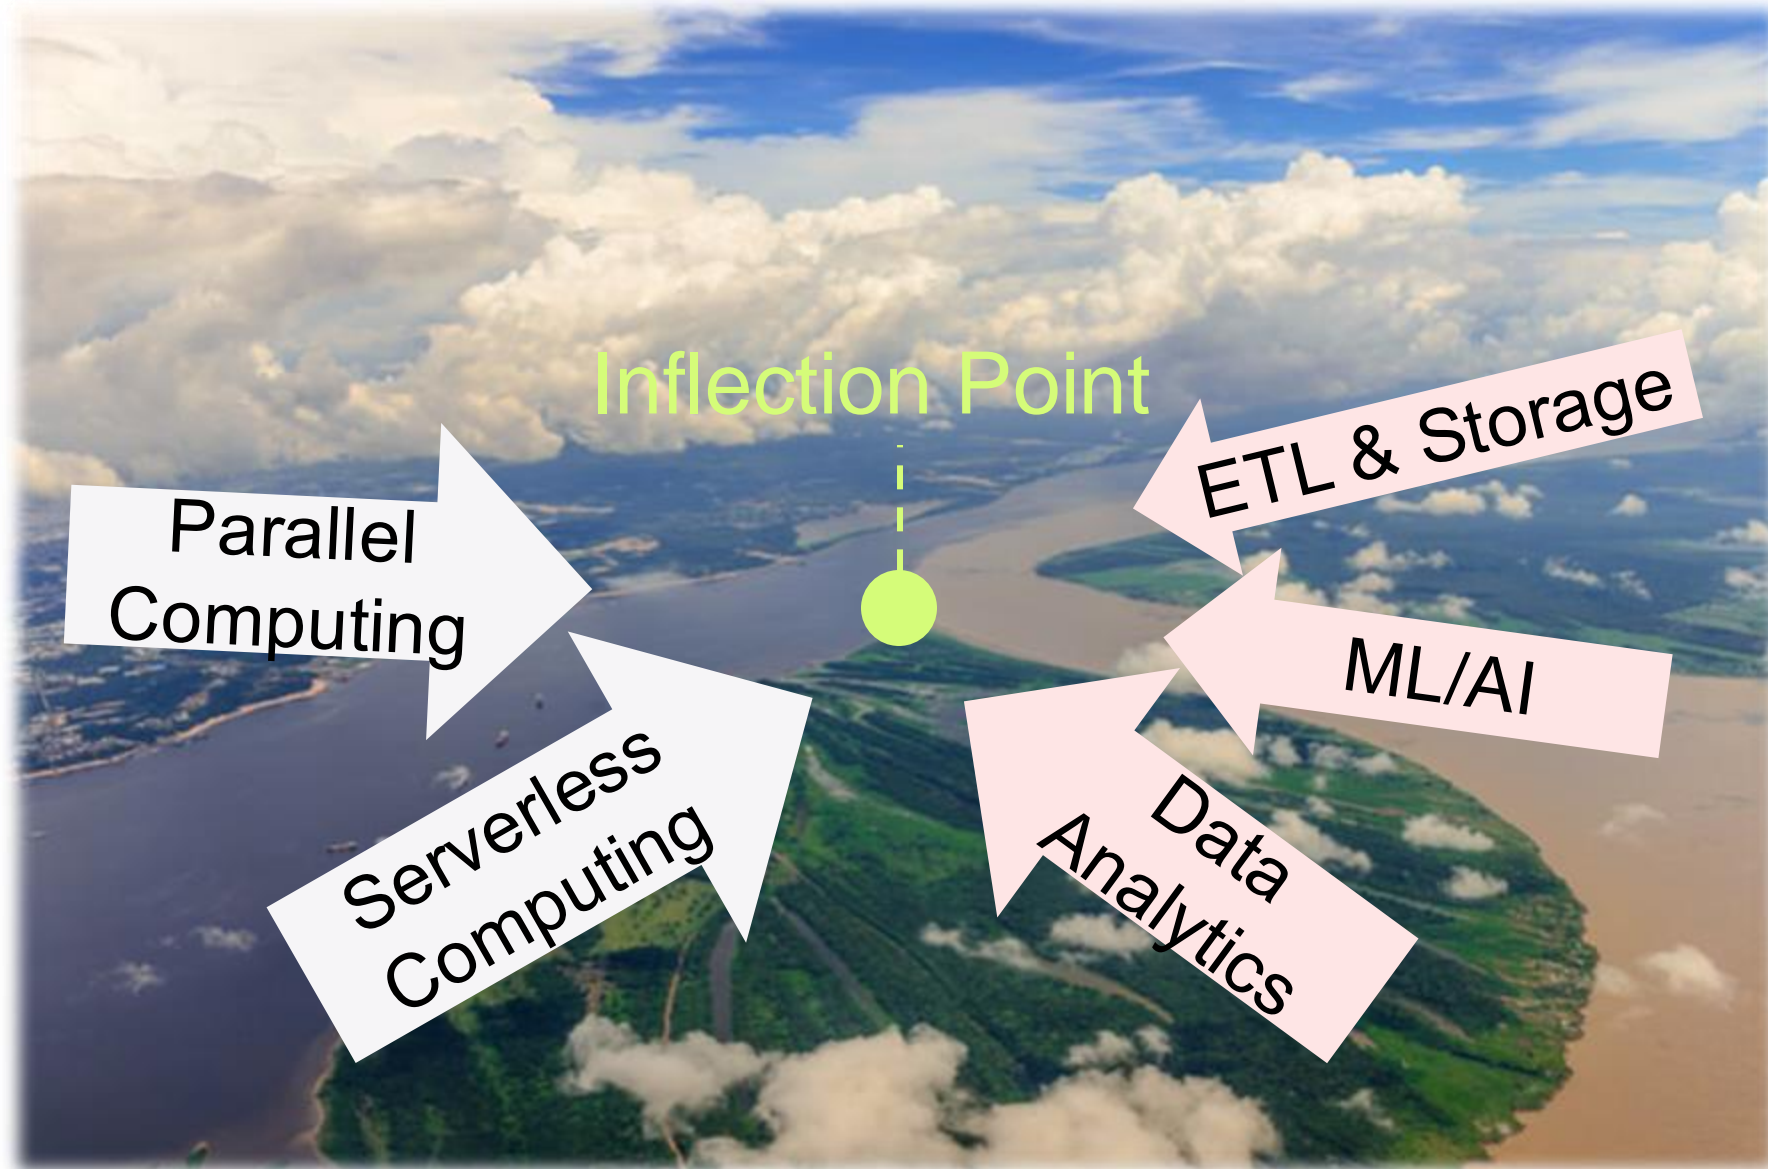 Inflection Point
Parallel
Computing
Serverless
Computing
ETL & Storage
ML/AI
Data
Analytics